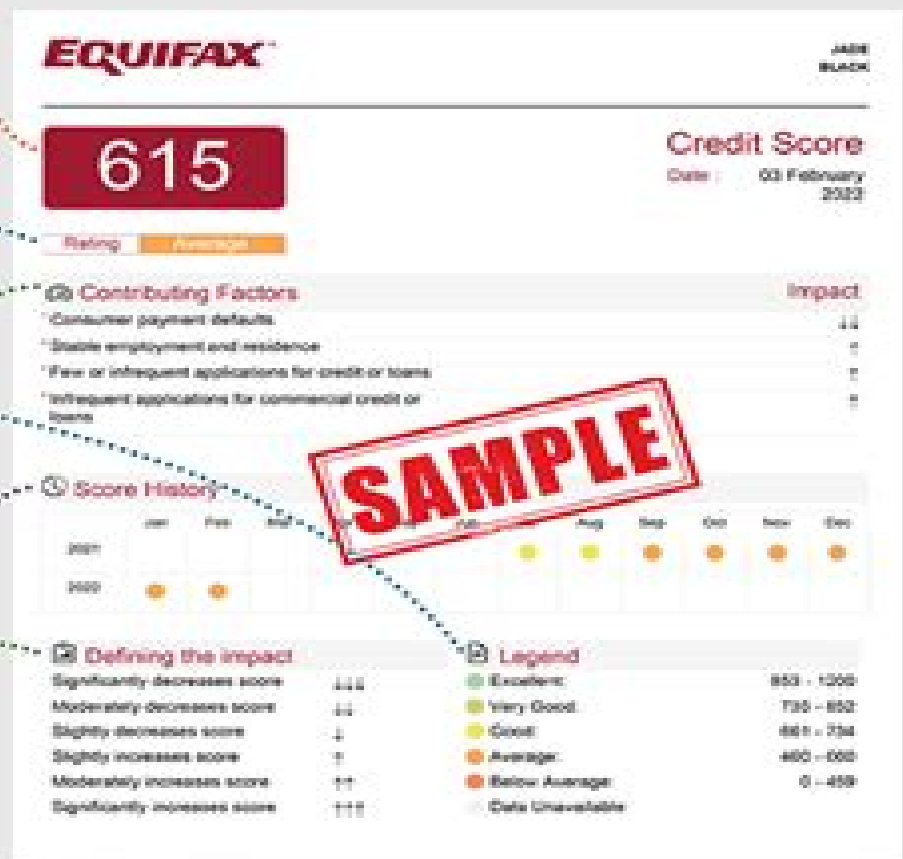 EQUIFAX
JADE
BLACK
615
Credit Score
Date : 03 February
2022
Rating Average
Contributing Factors Impact
Consumer payment defaults ↓↓
Stable employment and residence ↑
Few or infrequent applications for credit or loans ↑
Infrequent applications for commercial credit or
loans
SAMPLE
Score History
Jan Feb Aug Sep Oct Nov Dec
2021
2022
Defining the impact
Significantly decreases score ↓↓↓
Moderately decreases score ↓↓
Slightly decreases score ↓
Slightly increases score ↑
Moderately increases score ↑↑
Significantly increases score ↑↑↑
Legend
Excellent: 853 - 1200
Very Good: 735 - 852
Good: 661 - 734
Average: 460 - 660
Below Average: 0 - 459
Data Unavailable